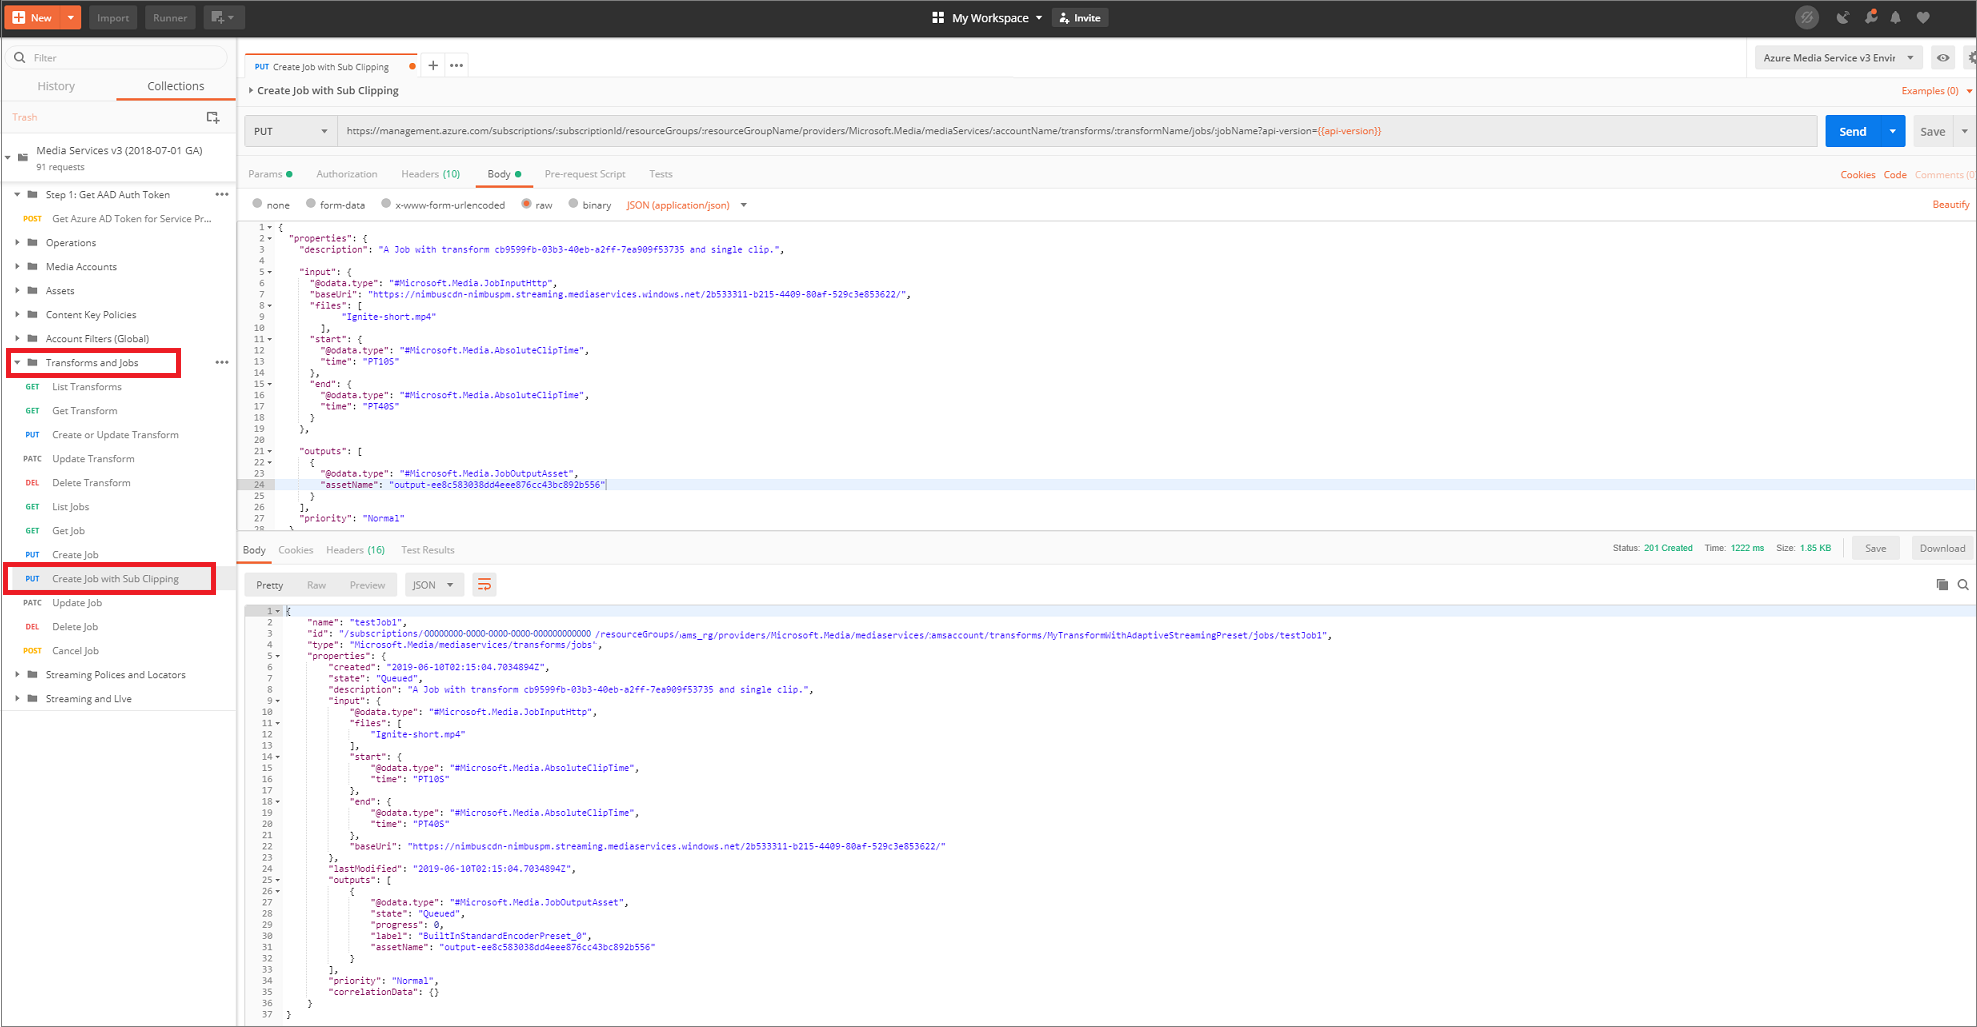 New Import Runner My Workspace Invite
Filter
History Collections
Trash
Media Services v3 (2018-07-01 GA)
91 requests
Step 1: Get AAD Auth Token
POST Get Azure AD Token for Service Pr...
Operations
Media Accounts
Assets
Content Key Policies
Account Filters (Global)
Transforms and Jobs
GET List Transforms
GET Get Transform
PUT Create or Update Transform
PATC Update Transform
DEL Delete Transform
GET List Jobs
GET Get Job
PUT Create Job
PUT Create Job with Sub Clipping
PATC Update Job
DEL Delete Job
POST Cancel Job
Streaming Polices and Locators
Streaming and LIve
PUT Create Job with Sub Clipping + •••
Azure Media Service v3 Envir
Create Job with Sub Clipping
Examples (0)
PUT https://management.azure.com/subscriptions/:subscriptionId/resourceGroups/:resourceGroupName/providers/Microsoft.Media/mediaServices/:accountName/transforms/:transformName/jobs/:jobName?api-version={{api-version}} Send Save
Params Authorization Headers (10) Body Pre-request Script Tests Cookies Code Comments (0)
none form-data x-www-form-urlencoded raw binary JSON (application/json) Beautify
1 {
2 "properties": {
3 "description": "A Job with transform cb9599fb-03b3-40eb-a2ff-7ea909f53735 and single clip.",
4
5 "input": {
6 "@odata.type": "#Microsoft.Media.JobInputHttp",
7 "baseUri": "https://nimbuscdn-nimbuspm.streaming.mediaservices.windows.net/2b533311-b215-4409-80af-529c3e853622/",
8 "files": [
9 "Ignite-short.mp4"
10 ],
11 "start": {
12 "@odata.type": "#Microsoft.Media.AbsoluteClipTime",
13 "time": "PT10S"
14 },
15 "end": {
16 "@odata.type": "#Microsoft.Media.AbsoluteClipTime",
17 "time": "PT40S"
18 }
19 },
20
21 "outputs": [
22 {
23 "@odata.type": "#Microsoft.Media.JobOutputAsset",
24 "assetName": "output-ee8c583038dd4eee876cc43bc892b556"
25 }
26 ],
27 "priority": "Normal"
28
Body Cookies Headers (16) Test Results Status: 201 Created Time: 1222 ms Size: 1.85 KB Save Download
Pretty Raw Preview JSON
1 {
2 "name": "testJob1",
3 "id": "/subscriptions/00000000-0000-0000-0000-000000000000 /resourceGroups/ams_rg/providers/Microsoft.Media/mediaservices/amsaccount/transforms/MyTransformWithAdaptiveStreamingPreset/jobs/testJob1",
4 "type": "Microsoft.Media/mediaservices/transforms/jobs",
5 "properties": {
6 "created": "2019-06-10T02:15:04.7034894Z",
7 "state": "Queued",
8 "description": "A Job with transform cb9599fb-03b3-40eb-a2ff-7ea909f53735 and single clip.",
9 "input": {
10 "@odata.type": "#Microsoft.Media.JobInputHttp",
11 "files": [
12 "Ignite-short.mp4"
13 ],
14 "start": {
15 "@odata.type": "#Microsoft.Media.AbsoluteClipTime",
16 "time": "PT10S"
17 },
18 "end": {
19 "@odata.type": "#Microsoft.Media.AbsoluteClipTime",
20 "time": "PT40S"
21 },
22 "baseUri": "https://nimbuscdn-nimbuspm.streaming.mediaservices.windows.net/2b533311-b215-4409-80af-529c3e853622/"
23 },
24 "lastModified": "2019-06-10T02:15:04.7034894Z",
25 "outputs": [
26 {
27 "@odata.type": "#Microsoft.Media.JobOutputAsset",
28 "state": "Queued",
29 "progress": 0,
30 "label": "BuiltInStandardEncoderPreset_0",
31 "assetName": "output-ee8c583038dd4eee876cc43bc892b556"
32 }
33 ],
34 "priority": "Normal",
35 "correlationData": {}
36 }
37 }